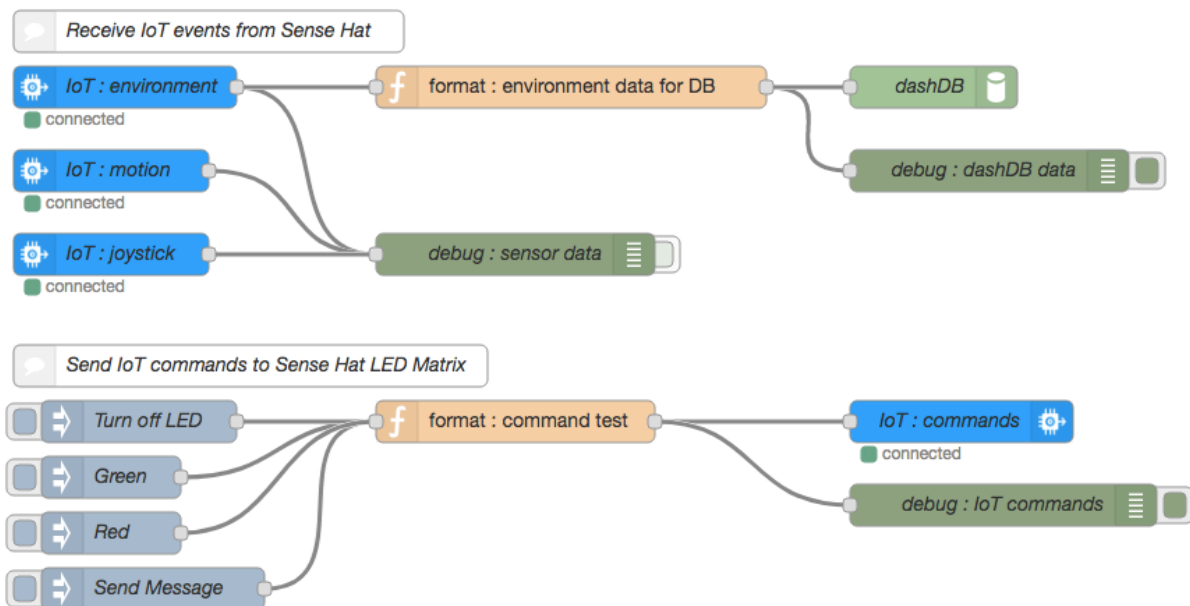 Receive IoT events from Sense Hat
IoT : environment
format : environment data for DB
dashDB
connected
IoT : motion
debug : dashDB data
connected
IoT : joystick
debug : sensor data
connected
Send IoT commands to Sense Hat LED Matrix
Turn off LED
format : command test
IoT : commands
connected
Green
debug : IoT commands
Red
Send Message